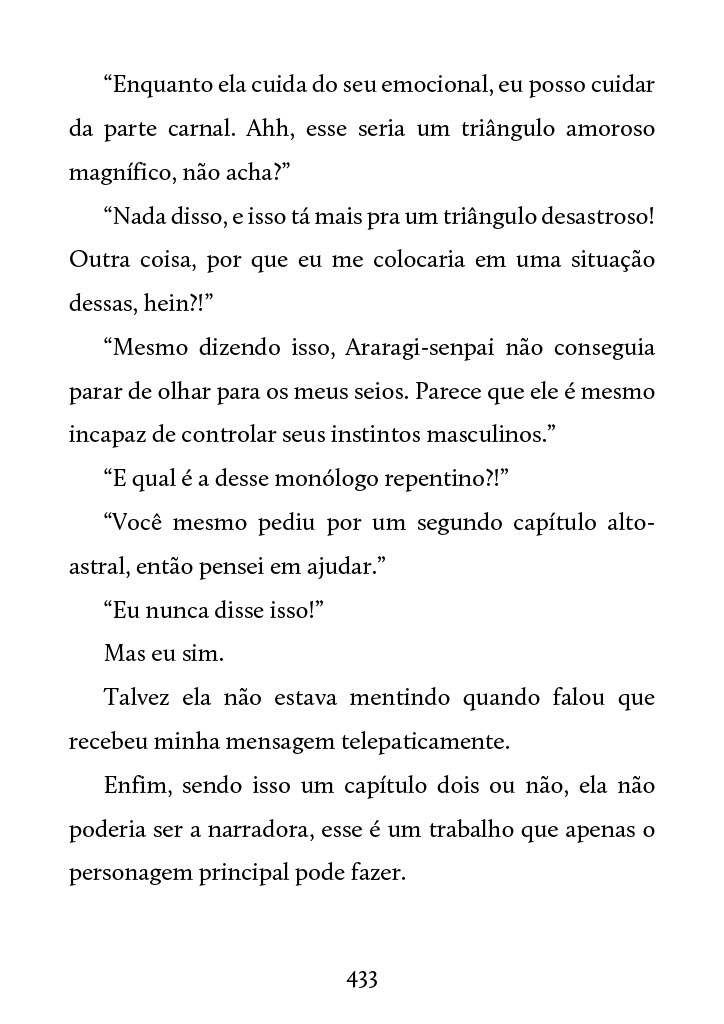 “Enquanto ela cuida do seu emocional, eu posso cuidar
da parte carnal. Ahh, esse seria um triângulo amoroso
magnífico, não acha?”
“Nada disso, e isso tá mais pra um triângulo desastroso!
Outra coisa, por que eu me colocaria em uma situação
dessas, hein?!”
“Mesmo dizendo isso, Araragi-senpai não conseguia
parar de olhar para os meus seios. Parece que ele é mesmo
incapaz de controlar seus instintos masculinos.”
“E qual é a desse monólogo repentino?!”
“Você mesmo pediu por um segundo capítulo alto-
astral, então pensei em ajudar.”
“Eu nunca disse isso!”
Mas eu sim.
Talvez ela não estava mentindo quando falou que
recebeu minha mensagem telepaticamente.
Enfim, sendo isso um capítulo dois ou não, ela não
poderia ser a narradora, esse é um trabalho que apenas o
personagem principal pode fazer.
433